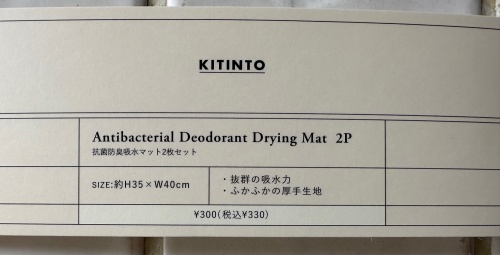 KITINTO
Antibacterial Deodorant Drying Mat 2P
抗菌防臭吸水マット2枚セット
SIZE:約H35×W40cm
・抜群の吸水力
・ふかふかの厚手生地
¥300(税込¥330)